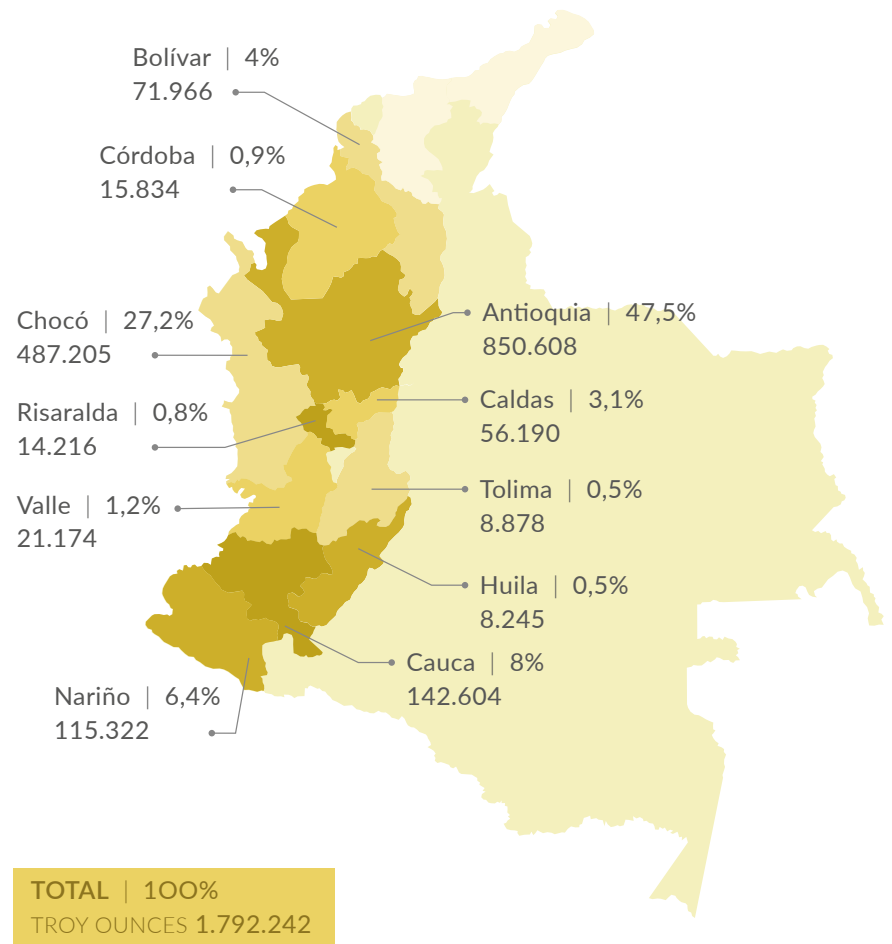 Bolívar | 4%
71.966
Córdoba | 0,9%
15.834
Chocó | 27,2%
487.205
Antioquia | 47,5%
850.608
Risaralda | 0,8%
14.216
Caldas | 3,1%
56.190
Valle | 1,2%
21.174
Tolima | 0,5%
8.878
Huila | 0,5%
8.245
Cauca | 8%
142.604
Nariño | 6,4%
115.322
TOTAL | 100%
TROY OUNCES 1.792.242